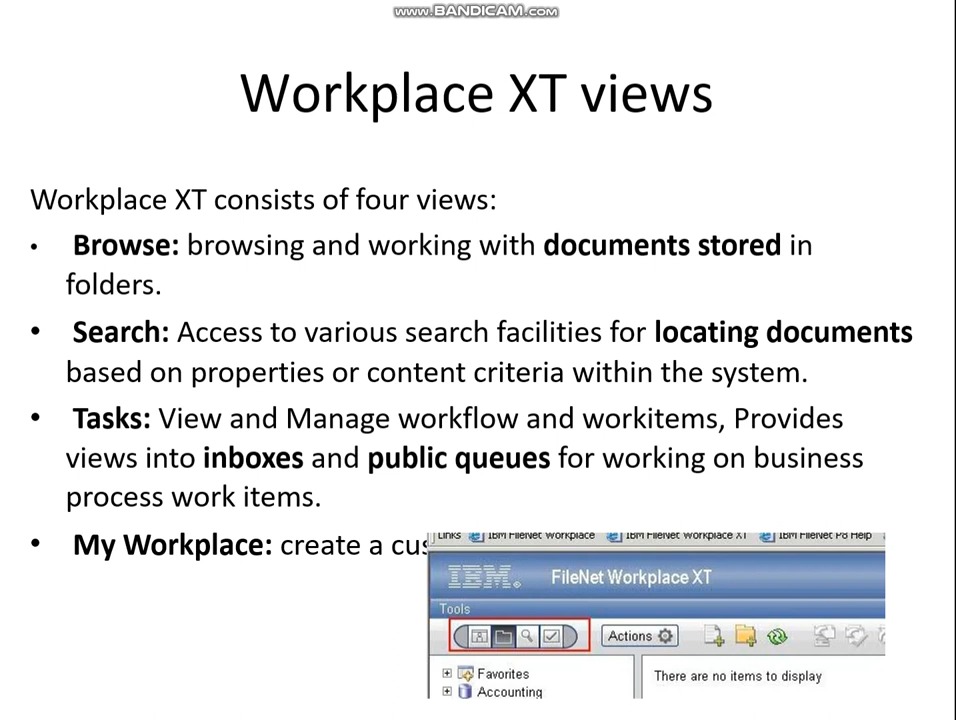 www.BANDICAM.com
Workplace XT views
Workplace XT consists of four views:
• Browse: browsing and working with documents stored in
folders.
• Search: Access to various search facilities for locating documents
based on properties or content criteria within the system.
• Tasks: View and Manage workflow and workitems, Provides
views into inboxes and public queues for working on business
process work items.
• My Workplace: create a cus
Links IBM FileNet Workplace IBM FileNet Workplace XT IBM FileNet P8 Help
IBM. FileNet Workplace XT
Tools
Actions
Favorites
There are no items to display
Accounting